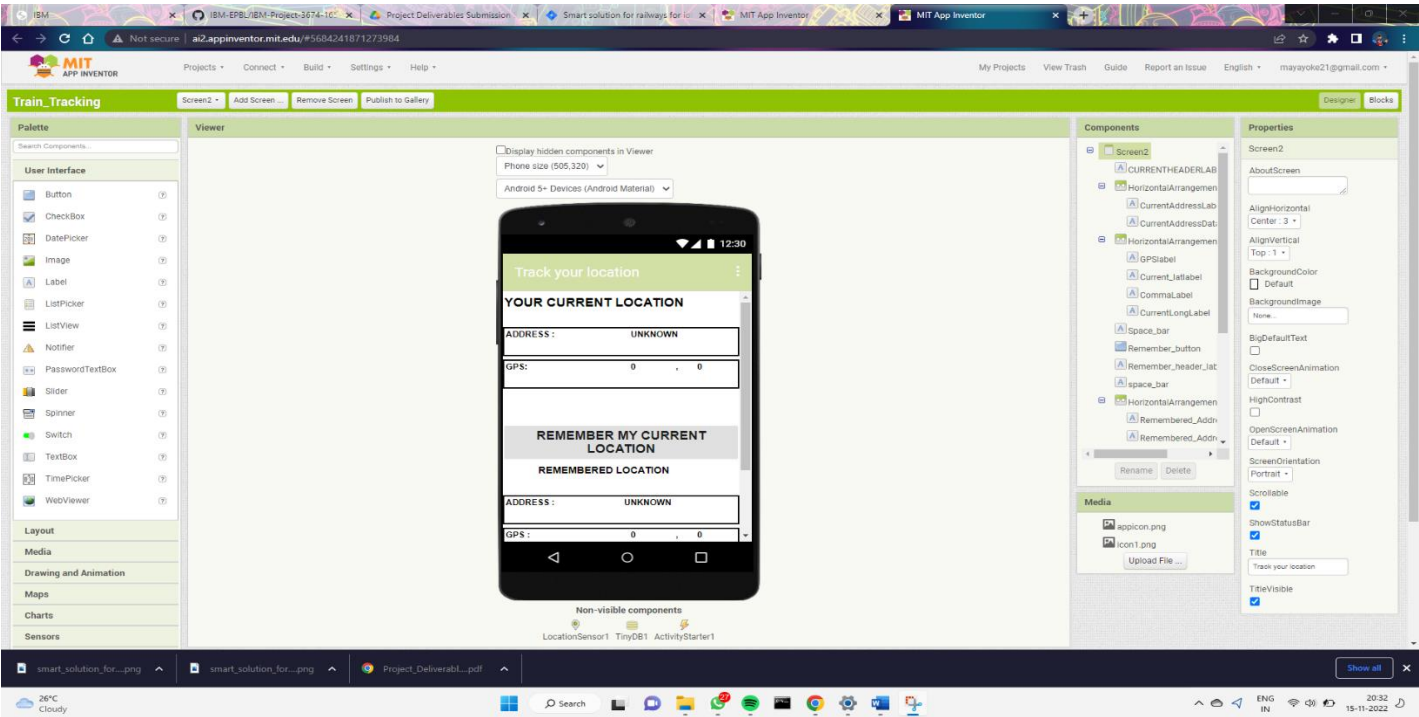 IBM
IBM-EPBL/IBM-Project-3674-165
Project Deliverables Submission
Smart solution for railways for ic
MIT App Inventor
MIT App Inventor
Not secure | ai2.appinventor.mit.edu/#5684241871273984
MIT
APP INVENTOR
Projects
Connect
Build
Settings
Help
My Projects
View Trash
Guide
Report an Issue
English
mayayoke21@gmail.com
Train_Tracking
Screen2
Add Screen ...
Remove Screen
Publish to Gallery
Designer
Blocks
Palette
Search Components...
User Interface
Button
CheckBox
DatePicker
Image
Label
ListPicker
ListView
Notifier
PasswordTextBox
Slider
Spinner
Switch
TextBox
TimePicker
WebViewer
Layout
Media
Drawing and Animation
Maps
Charts
Sensors
Viewer
Display hidden components in Viewer
Phone size (505,320)
Android 5+ Devices (Android Material)
12:30
Track your location
YOUR CURRENT LOCATION
ADDRESS : UNKNOWN
GPS: 0 , 0
REMEMBER MY CURRENT
LOCATION
REMEMBERED LOCATION
ADDRESS : UNKNOWN
GPS : 0 , 0
Non-visible components
LocationSensor1 TinyDB1 ActivityStarter1
Components
Screen2
CURRENTHEADERLAB
HorizontalArrangemen
CurrentAddressLab
CurrentAddressDat
HorizontalArrangemen
GPSlabel
Current_latlabel
CommaLabel
CurrentLongLabel
Space_bar
Remember_button
Remember_header_lat
space_bar
HorizontalArrangemen
Remembered_Addr
Remembered_Addr
Rename
Delete
Media
appicon.png
icon1.png
Upload File ...
Properties
Screen2
AboutScreen
AlignHorizontal
Center : 3
AlignVertical
Top : 1
BackgroundColor
Default
BackgroundImage
None...
BigDefaultText
CloseScreenAnimation
Default
HighContrast
OpenScreenAnimation
Default
ScreenOrientation
Portrait
Scrollable
ShowStatusBar
Title
Track your location
TitleVisible
smart_solution_for....png
smart_solution_for....png
Project_Deliverabl....pdf
Show all
26°C
Cloudy
Search
27
ENG
IN
20:32
15-11-2022